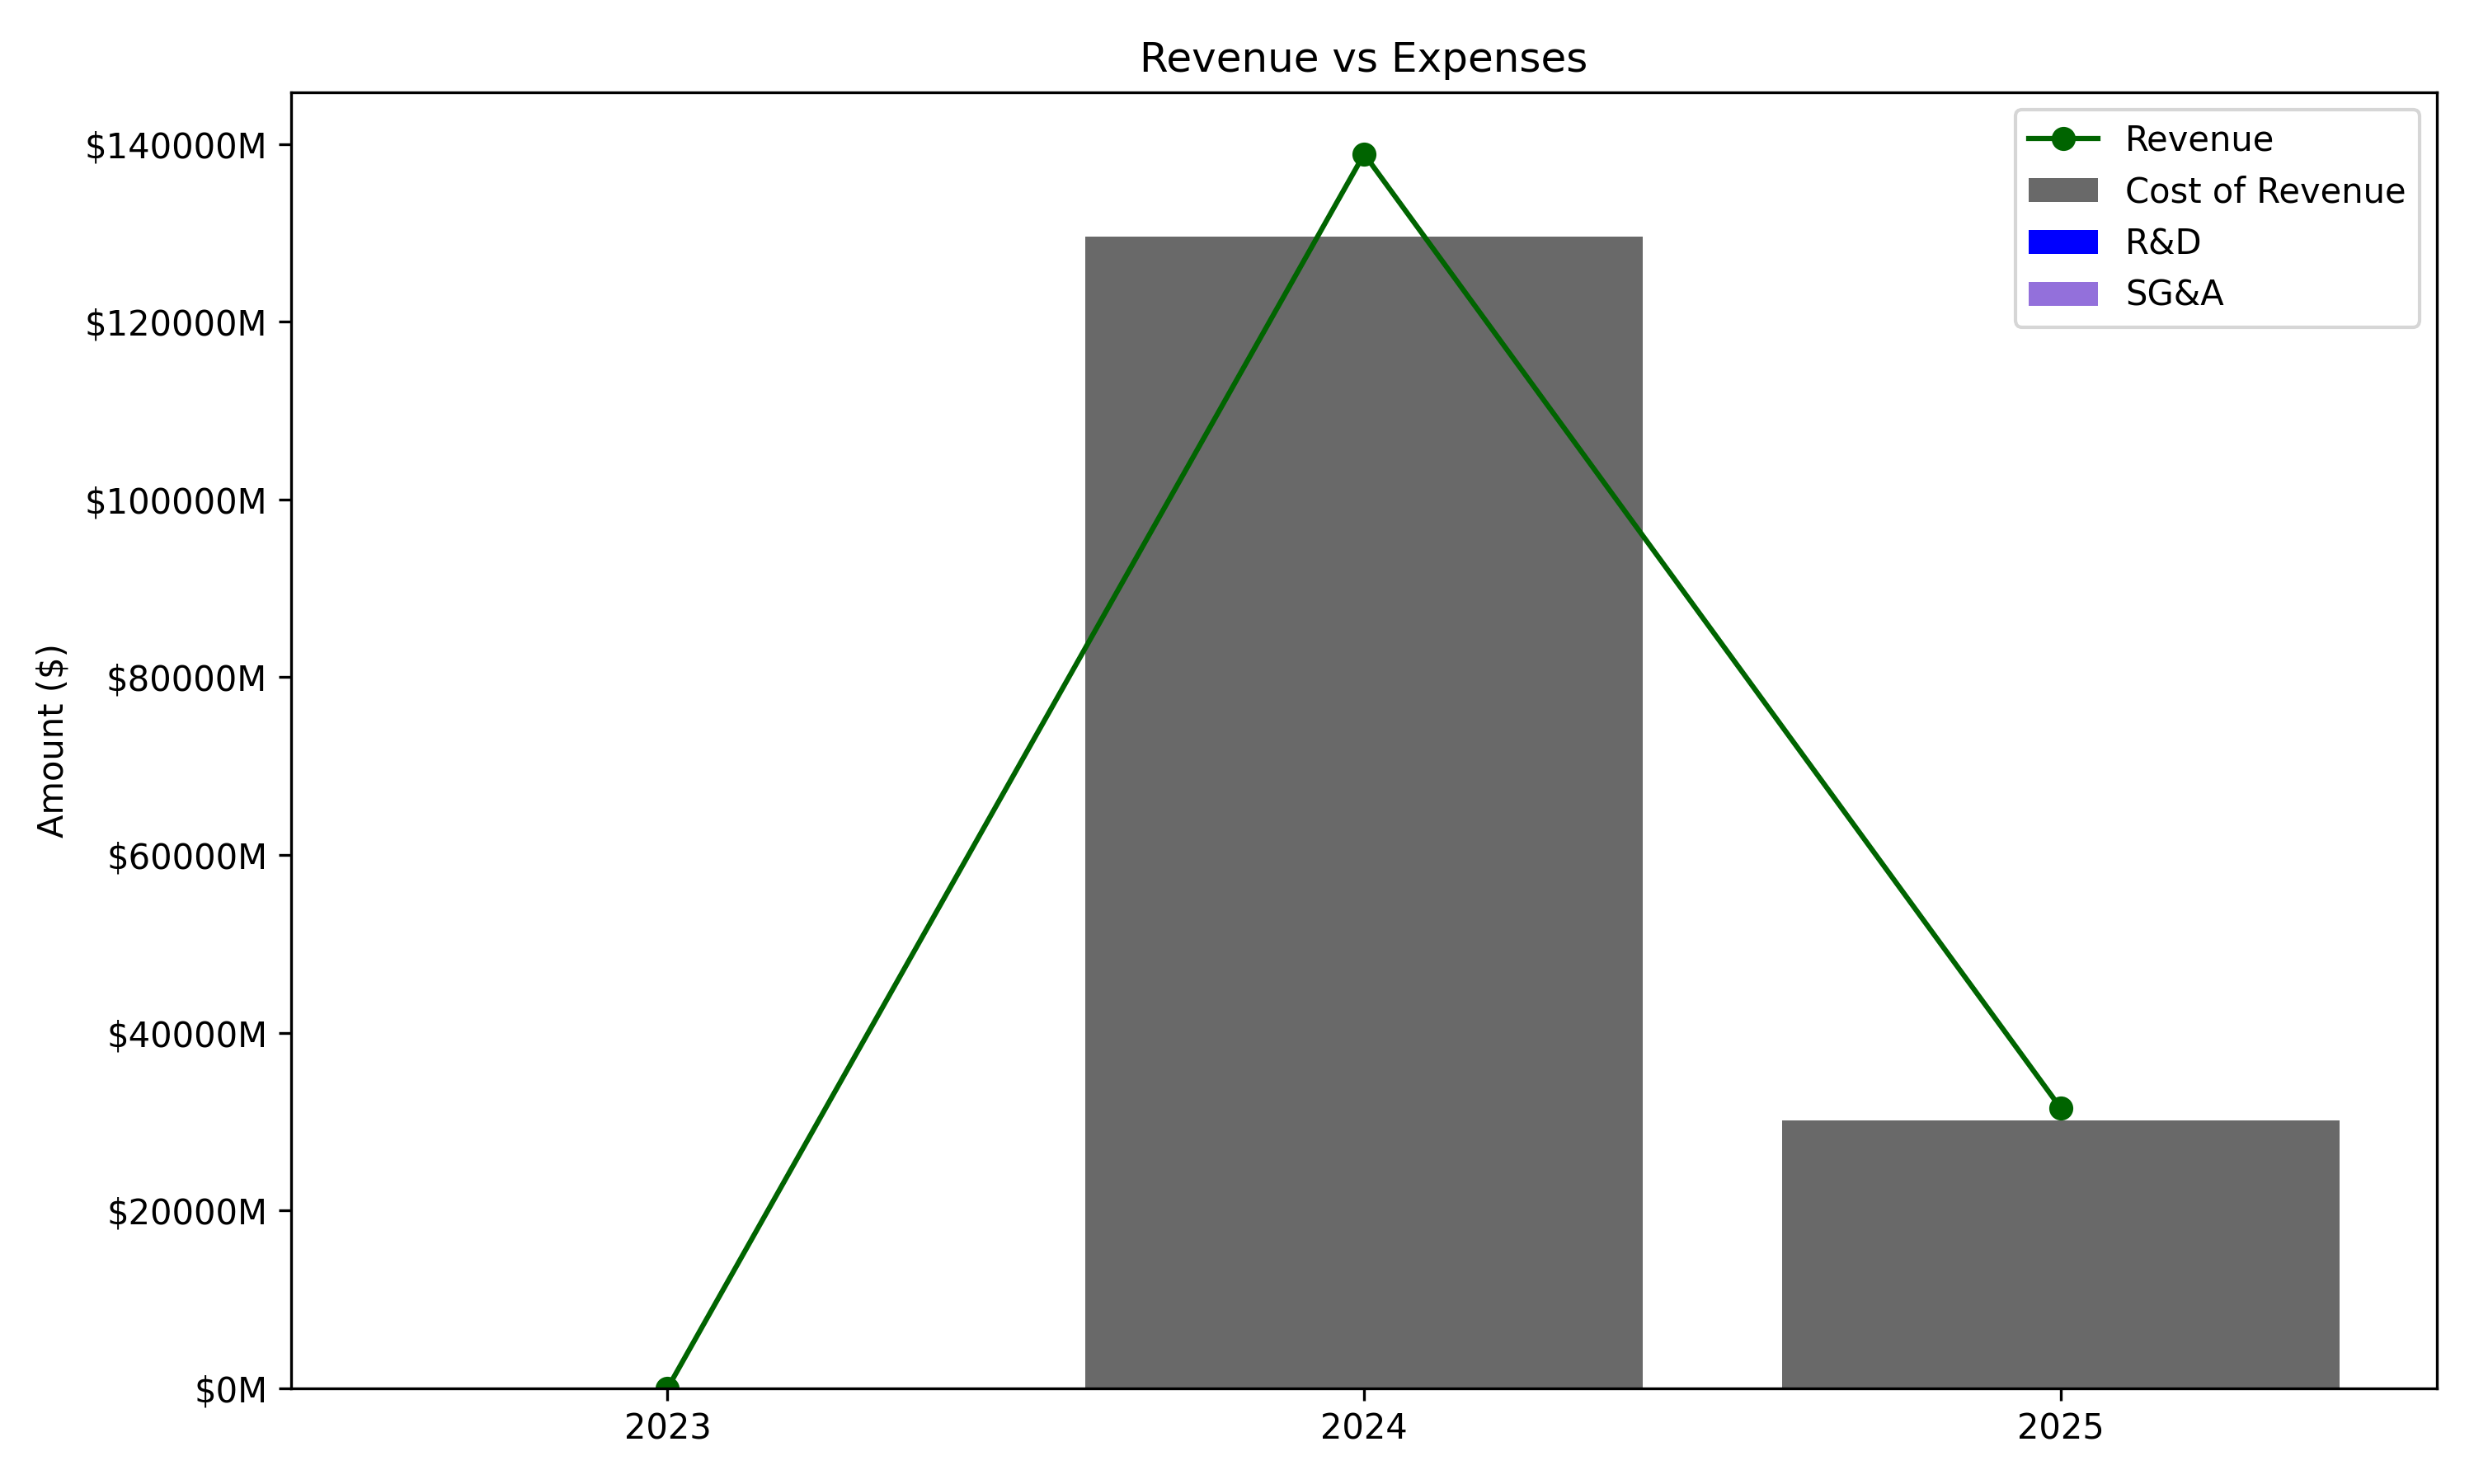 Revenue vs Expenses
Revenue
Cost of Revenue
R&D
SG&A
Amount ($)
$140000M
$120000M
$100000M
$80000M
$60000M
$40000M
$20000M
$0M
2023
2024
2025